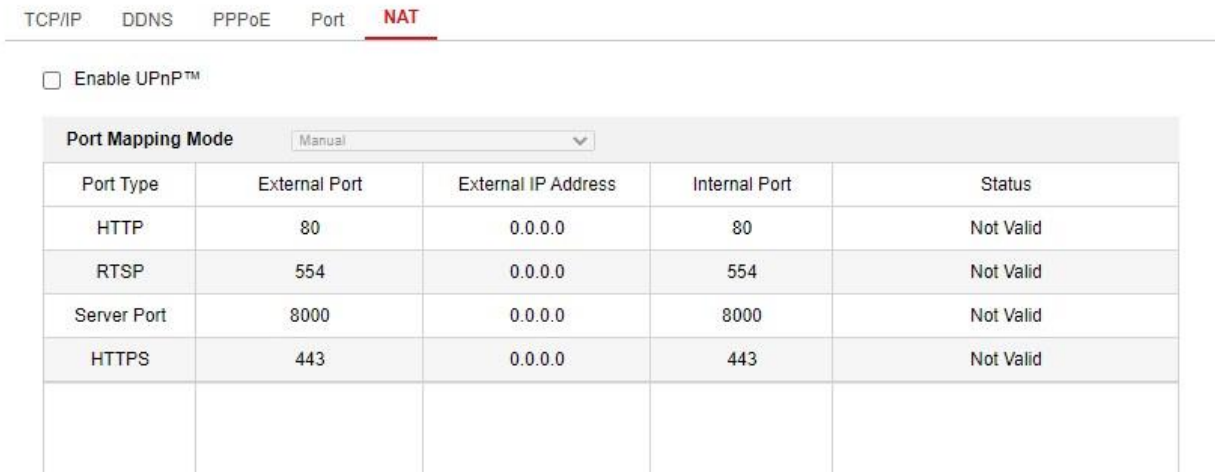 TCP/IP DDNS PPPoE Port NAT
Enable UPnP™
Port Mapping Mode Manual
Port Type External Port External IP Address Internal Port Status
HTTP 80 0.0.0.0 80 Not Valid
RTSP 554 0.0.0.0 554 Not Valid
Server Port 8000 0.0.0.0 8000 Not Valid
HTTPS 443 0.0.0.0 443 Not Valid